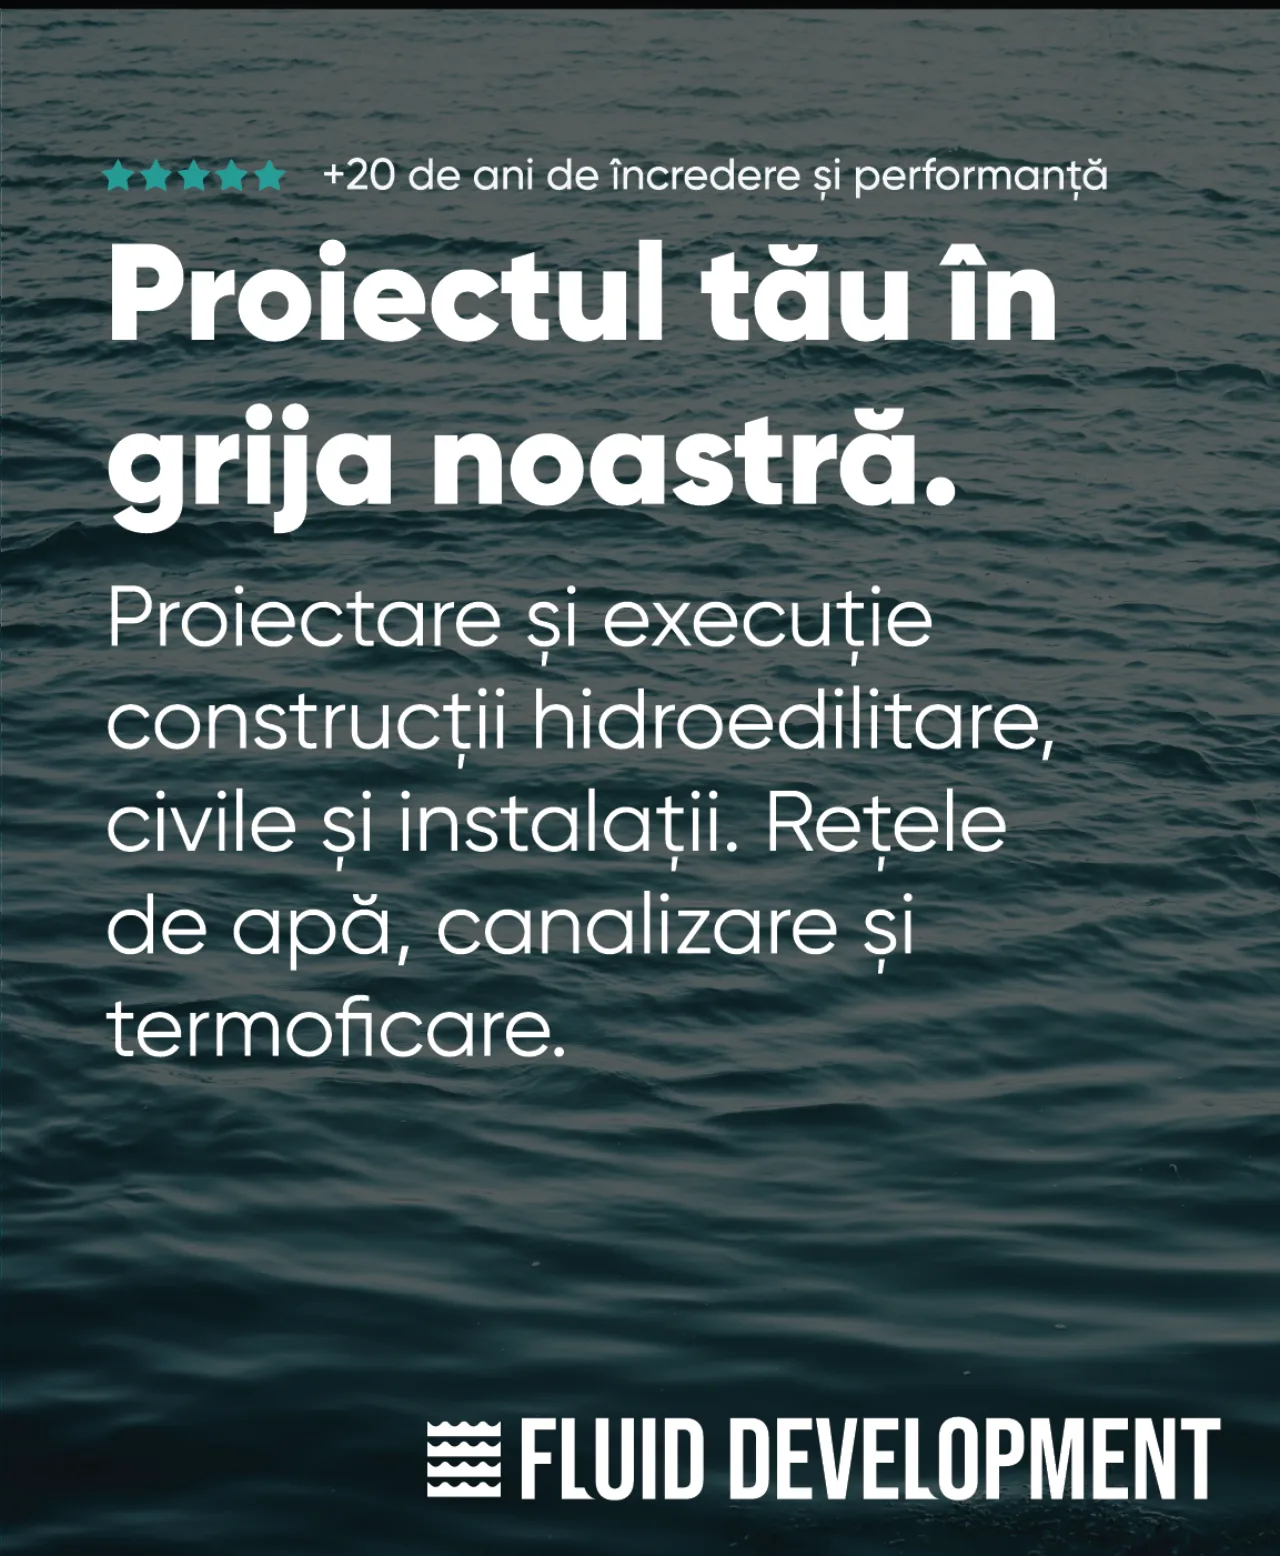 +20 de ani de încredere și performanță
Proiectul tău în
grija noastră.
Proiectare și execuție
construcții hidroedilitare,
civile și instalații. Rețele
de apă, canalizare și
termoficare.
FLUID DEVELOPMENT